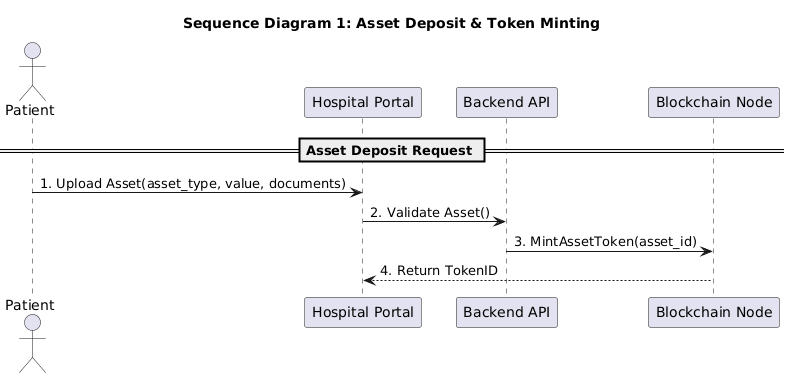 Sequence Diagram 1: Asset Deposit & Token Minting
Patient
Hospital Portal
Backend API
Blockchain Node
Asset Deposit Request
1. Upload Asset(asset_type, value, documents)
2. Validate Asset()
3. MintAssetToken(asset_id)
4. Return TokenID
Patient
Hospital Portal
Backend API
Blockchain Node